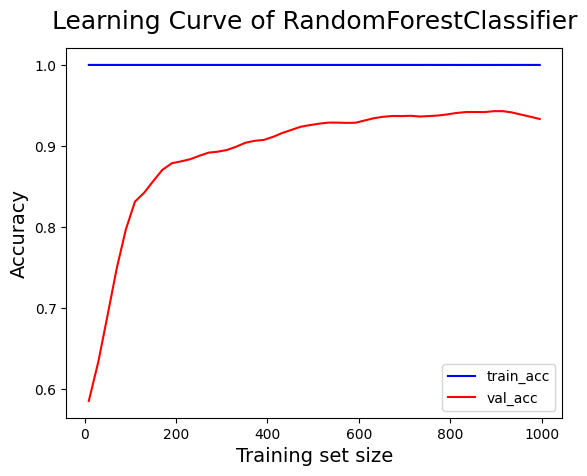 Learning Curve of RandomForestClassifier
1.0
0.9
0.8
0.7
0.6
Accuracy
0 200 400 600 800 1000
Training set size
train_acc
val_acc